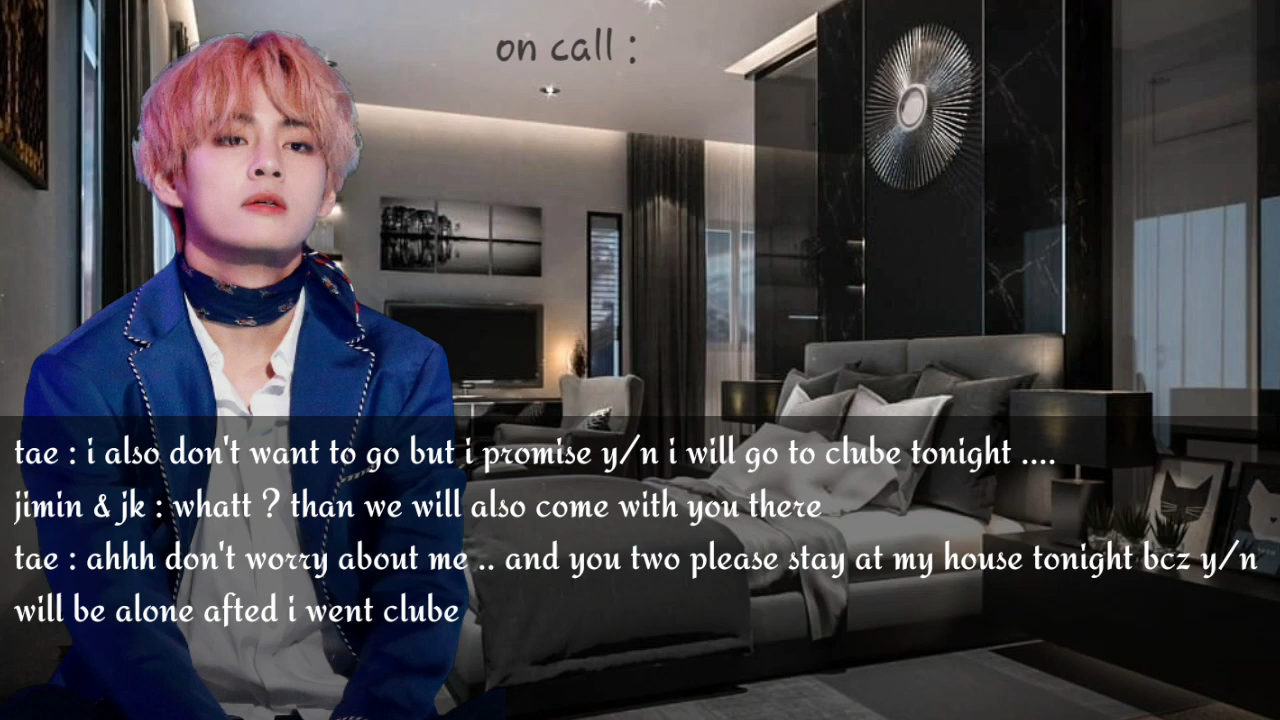 on call :
tae : i also don't want to go but i promise y/n i will go to clube tonight ....
jimin & jk : whatt ? than we will also come with you there
tae : ahhh don't worry about me .. and you two please stay at my house tonight bcz y/n
will be alone afted i went clube